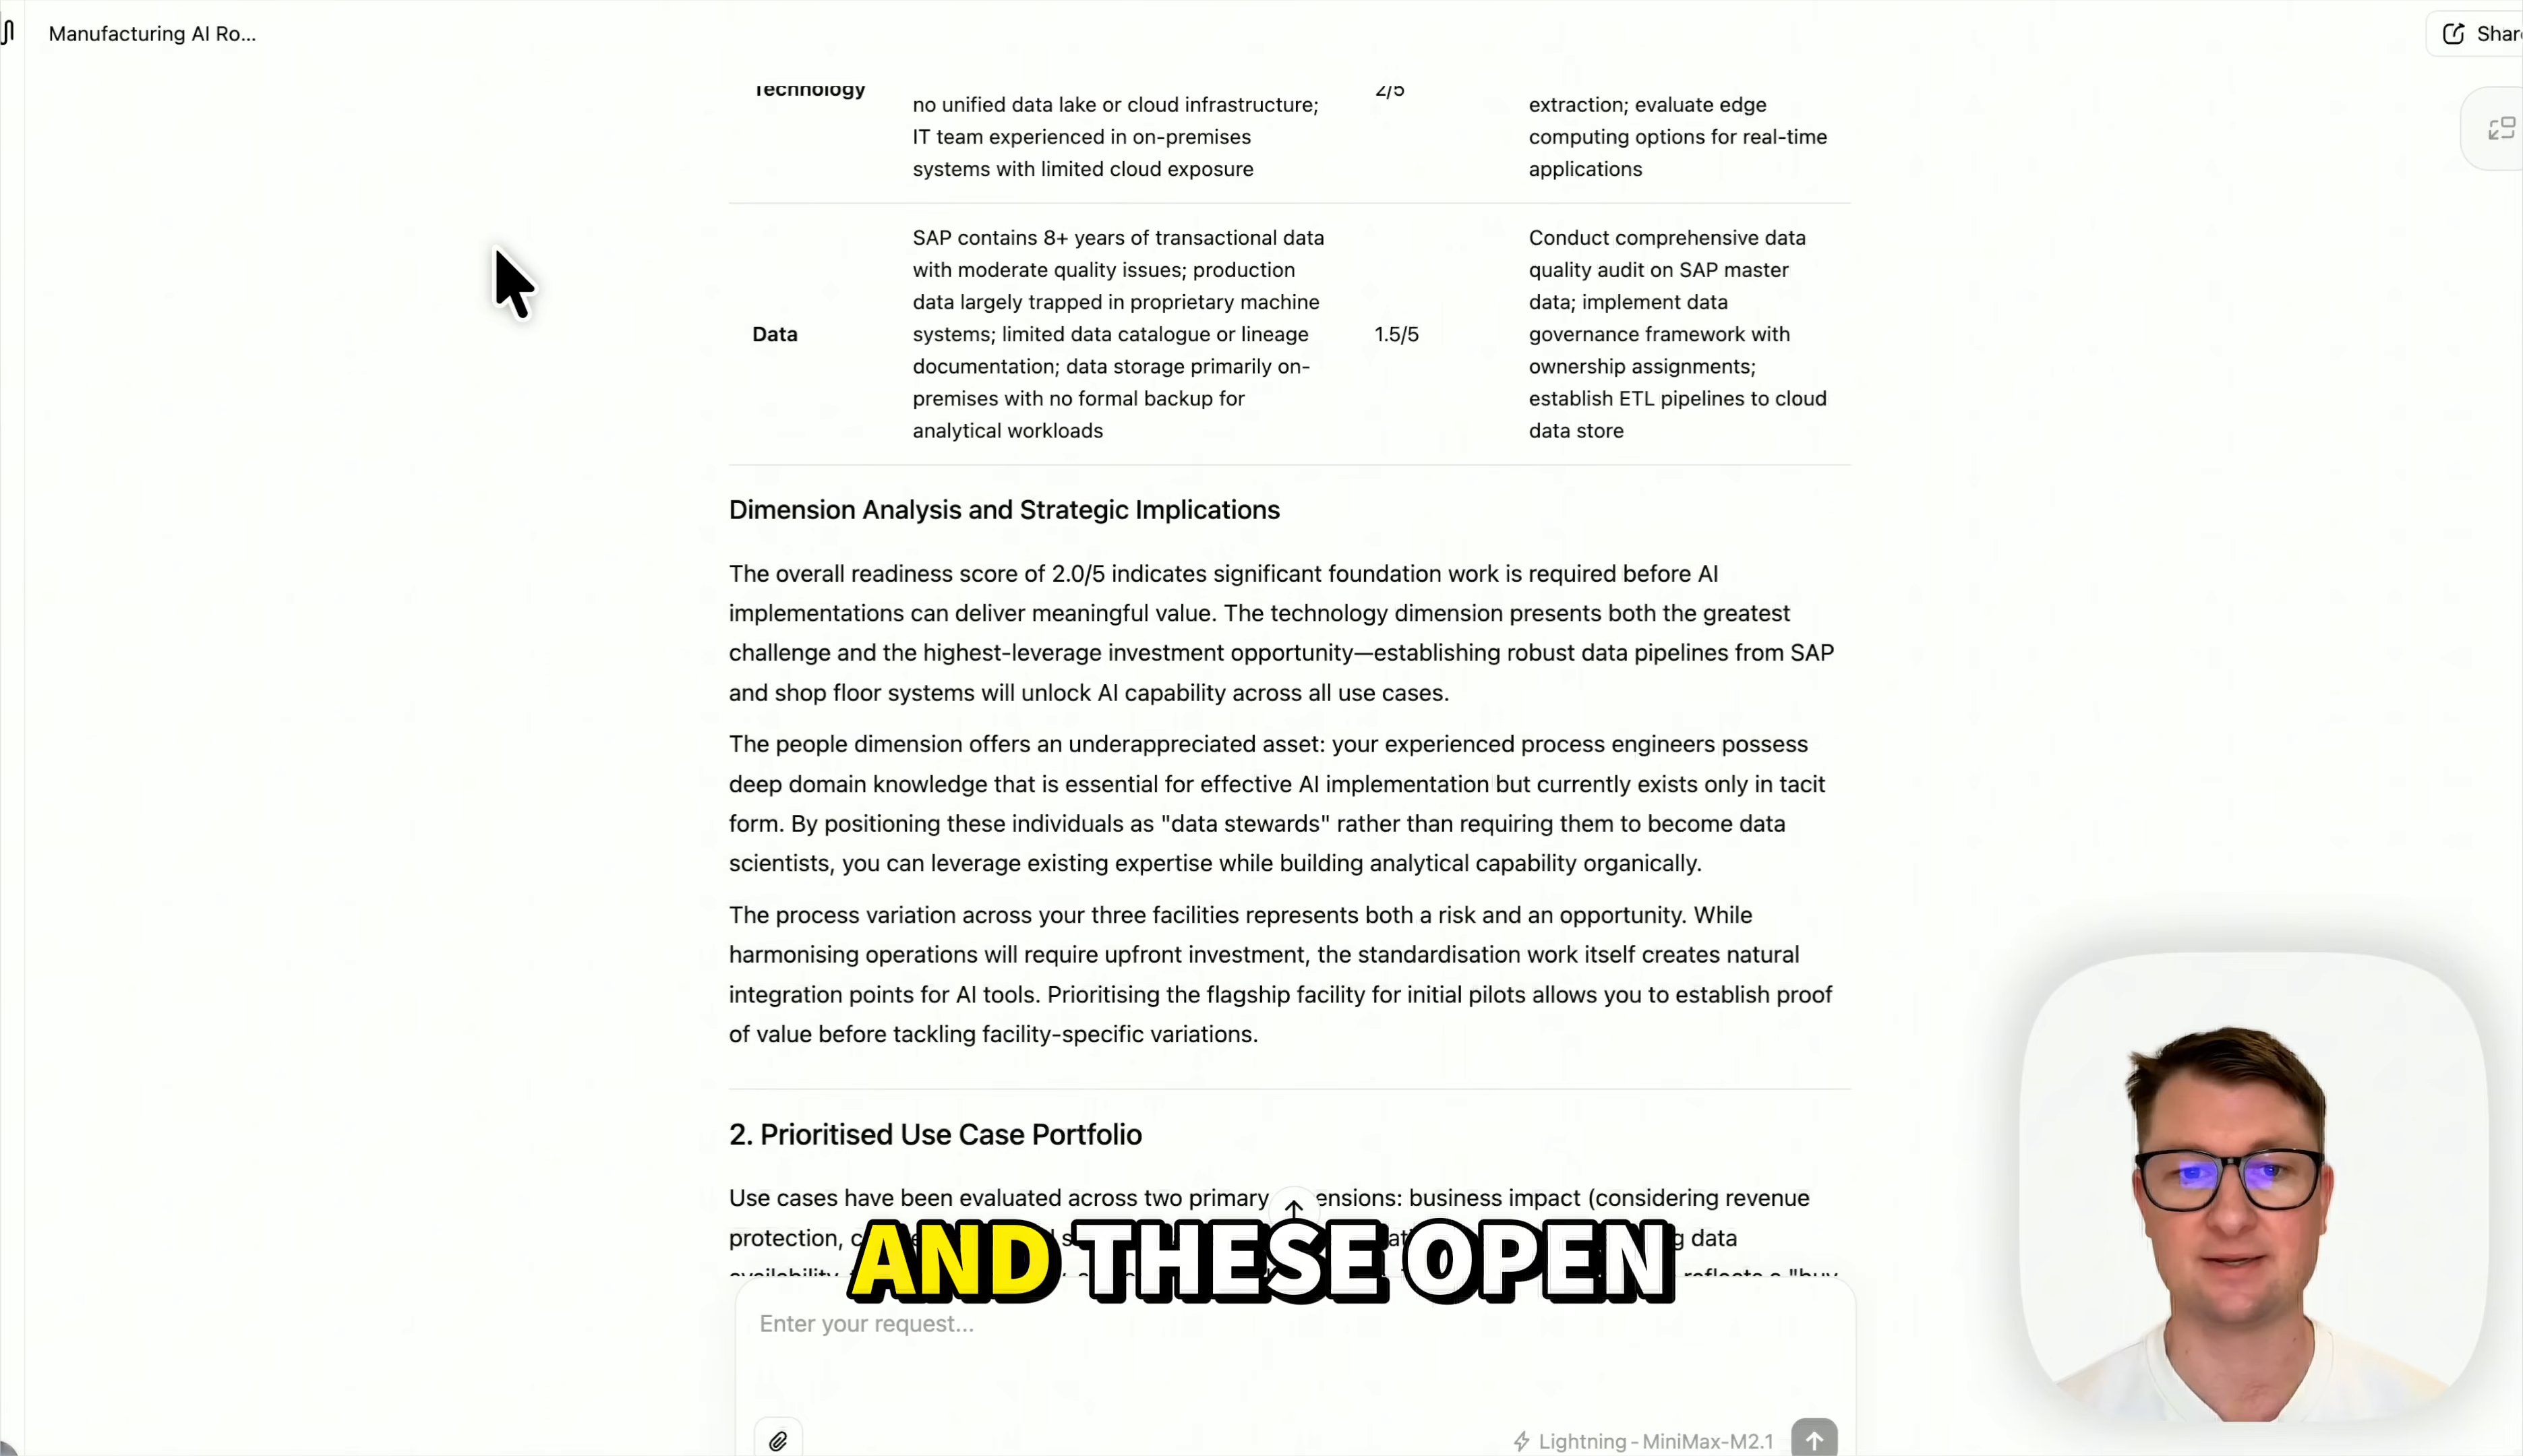 Manufacturing AI Ro...
Share
Technology
no unified data lake or cloud infrastructure;
IT team experienced in on-premises
systems with limited cloud exposure
2/5
extraction; evaluate edge
computing options for real-time
applications
Data
SAP contains 8+ years of transactional data
with moderate quality issues; production
data largely trapped in proprietary machine
systems; limited data catalogue or lineage
documentation; data storage primarily on-
premises with no formal backup for
analytical workloads
1.5/5
Conduct comprehensive data
quality audit on SAP master
data; implement data
governance framework with
ownership assignments;
establish ETL pipelines to cloud
data store
Dimension Analysis and Strategic Implications
The overall readiness score of 2.0/5 indicates significant foundation work is required before AI
implementations can deliver meaningful value. The technology dimension presents both the greatest
challenge and the highest-leverage investment opportunity—establishing robust data pipelines from SAP
and shop floor systems will unlock AI capability across all use cases.
The people dimension offers an underappreciated asset: your experienced process engineers possess
deep domain knowledge that is essential for effective AI implementation but currently exists only in tacit
form. By positioning these individuals as "data stewards" rather than requiring them to become data
scientists, you can leverage existing expertise while building analytical capability organically.
The process variation across your three facilities represents both a risk and an opportunity. While
harmonising operations will require upfront investment, the standardisation work itself creates natural
integration points for AI tools. Prioritising the flagship facility for initial pilots allows you to establish proof
of value before tackling facility-specific variations.
2. Prioritised Use Case Portfolio
Use cases have been evaluated across two primary ensions: business impact (considering revenue
protection, data
reflects a "buy
AND THESE OPEN
Enter your request...
Lightning - MiniMax-M2.1